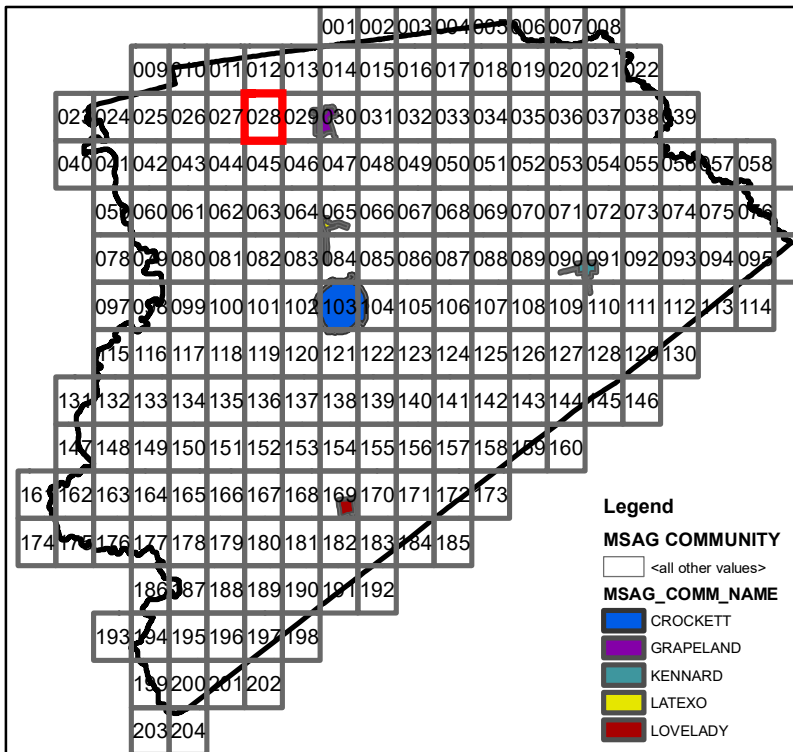 001 002 003 004 005 006 007 008
009 010 011 012 013 014 015 016 017 018 019 020 021 022
023 024 025 026 027 028 029 030 031 032 033 034 035 036 037 038 039
040 041 042 043 044 045 046 047 048 049 050 051 052 053 054 055 056 057 058
059 060 061 062 063 064 065 066 067 068 069 070 071 072 073 074 075 076
078 079 080 081 082 083 084 085 086 087 088 089 090 091 092 093 094 095
097 098 099 100 101 102 103 104 105 106 107 108 109 110 111 112 113 114
115 116 117 118 119 120 121 122 123 124 125 126 127 128 129 130
131 132 133 134 135 136 137 138 139 140 141 142 143 144 145 146
147 148 149 150 151 152 153 154 155 156 157 158 159 160
161 162 163 164 165 166 167 168 169 170 171 172 173
174 175 176 177 178 179 180 181 182 183 184 185
186 187 188 189 190 191 192
193 194 195 196 197 198
199 200 201 202
203 204
Legend
MSAG COMMUNITY
<all other values>
MSAG_COMM_NAME
CROCKETT
GRAPELAND
KENNARD
LATEXO
LOVELADY